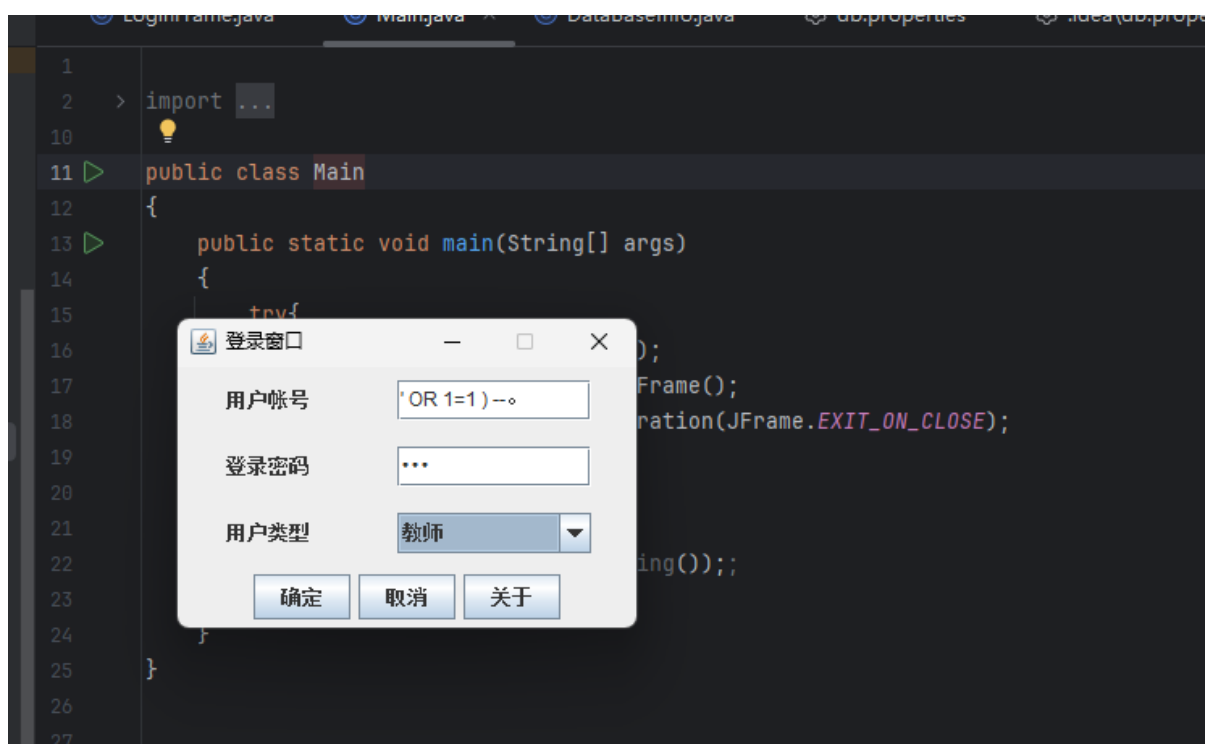 LoginFrame.java Main.java DataBaseInfo.java db.properties .idea\db.prope
1
2 import ...
10
11 public class Main
12 {
13 public static void main(String[] args)
14 {
15 try{
登录窗口
16 );
用户帐号 ' OR 1=1 ) --。
17 Frame();
18 ration(JFrame.EXIT_ON_CLOSE);
19
登录密码 •••
20
21
用户类型 教师
22 ing());;
23
确定 取消 关于
24 }
25 }
26
27